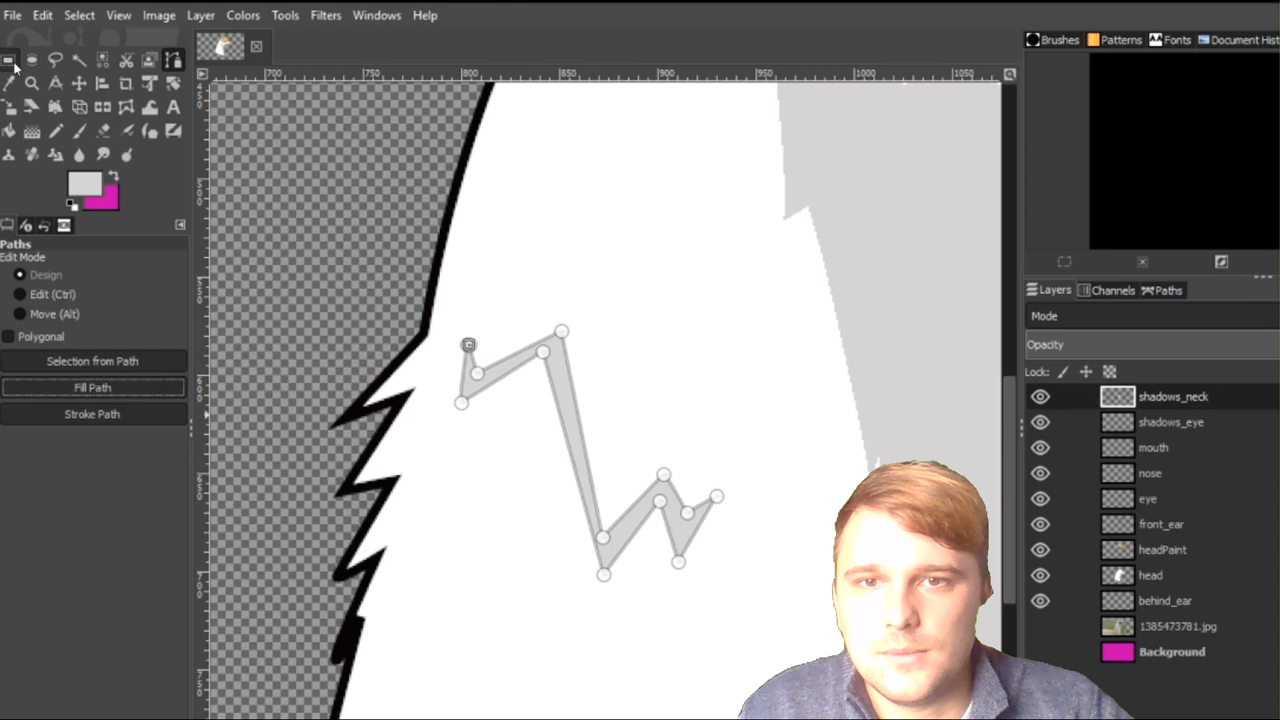 File Edit Select View Image Layer Colors Tools Filters Windows Help
Brushes Patterns Fonts Document Hist
700 750 800 850 900 950 1000 1050
Paths
Edit Mode
Design
Edit (Ctrl)
Move (Alt)
Polygonal
Selection from Path
Fill Path
Stroke Path
Layers Channels Paths
Mode
Opacity
Lock:
shadows_neck
shadows_eye
mouth
nose
eye
front_ear
headPaint
head
behind_ear
1385473781.jpg
Background